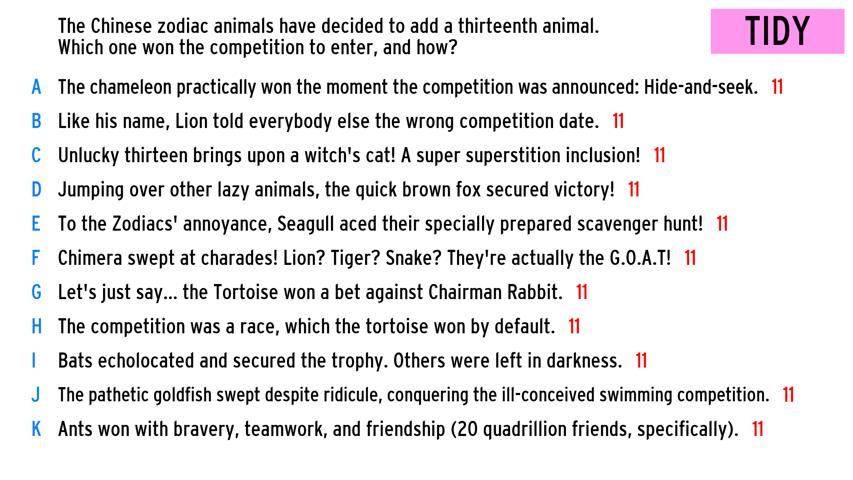 The Chinese zodiac animals have decided to add a thirteenth animal.
Which one won the competition to enter, and how?
TIDY
A The chameleon practically won the moment the competition was announced: Hide-and-seek. 11
B Like his name, Lion told everybody else the wrong competition date. 11
C Unlucky thirteen brings upon a witch's cat! A super superstition inclusion! 11
D Jumping over other lazy animals, the quick brown fox secured victory! 11
E To the Zodiacs' annoyance, Seagull aced their specially prepared scavenger hunt! 11
F Chimera swept at charades! Lion? Tiger? Snake? They're actually the G.O.A.T! 11
G Let's just say... the Tortoise won a bet against Chairman Rabbit. 11
H The competition was a race, which the tortoise won by default. 11
I Bats echolocated and secured the trophy. Others were left in darkness. 11
J The pathetic goldfish swept despite ridicule, conquering the ill-conceived swimming competition. 11
K Ants won with bravery, teamwork, and friendship (20 quadrillion friends, specifically). 11